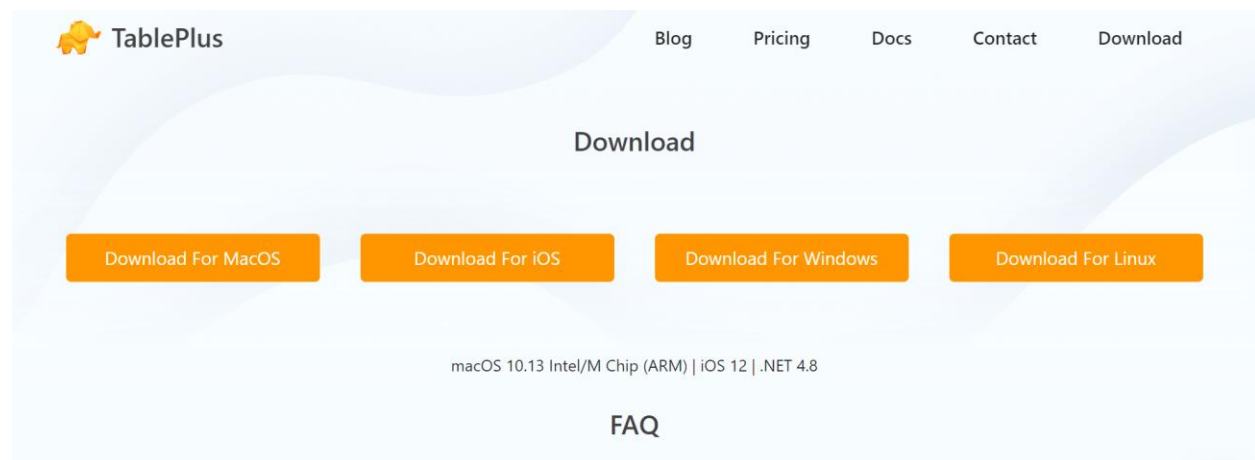 TablePlus Blog Pricing Docs Contact Download
Download
Download For MacOS Download For iOS Download For Windows Download For Linux
macOS 10.13 Intel/M Chip (ARM) | iOS 12 | .NET 4.8
FAQ